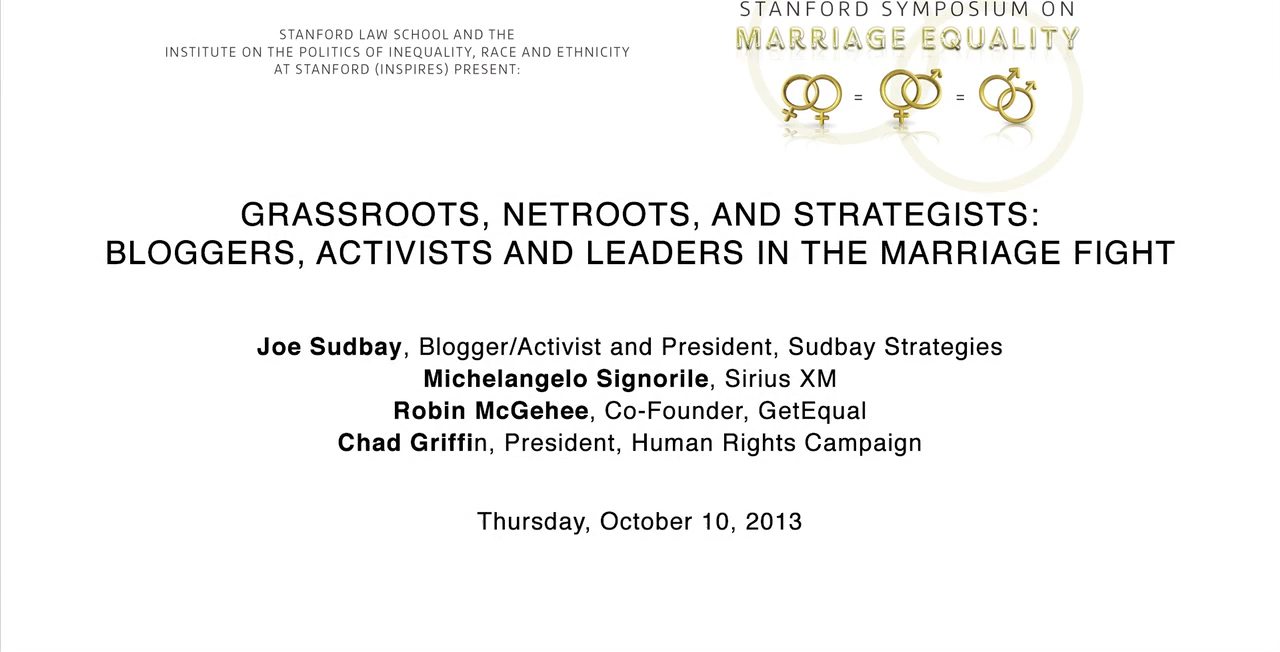 STANFORD LAW SCHOOL AND THE
INSTITUTE ON THE POLITICS OF INEQUALITY, RACE AND ETHNICITY
AT STANFORD (INSPIRES) PRESENT:
STANFORD SYMPOSIUM ON
MARRIAGE EQUALITY
= =
GRASSROOTS, NETROOTS, AND STRATEGISTS:
BLOGGERS, ACTIVISTS AND LEADERS IN THE MARRIAGE FIGHT
Joe Sudbay, Blogger/Activist and President, Sudbay Strategies
Michelangelo Signorile, Sirius XM
Robin McGehee, Co-Founder, GetEqual
Chad Griffin, President, Human Rights Campaign
Thursday, October 10, 2013